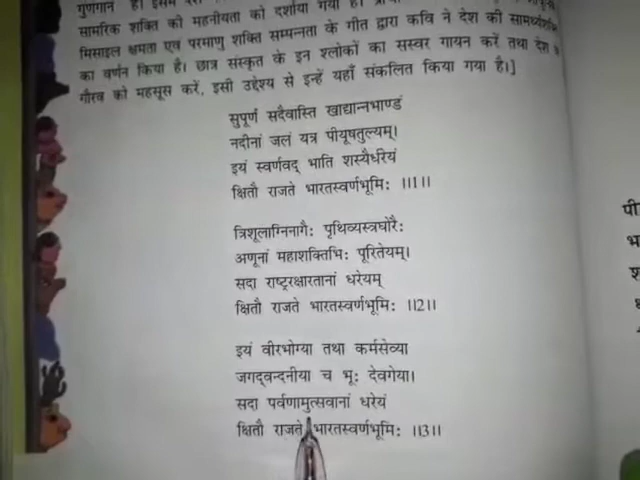 गुणगान है। इसमें
सामरिक शक्ति की महनीयता को दर्शाया गया है।
मिसाइल क्षमता एव परमाणु शक्ति सम्पन्नता के गीत द्वारा कवि ने देश की
का वर्णन किया है। छात्र संस्कृत के इन श्लोकों का सस्वर गायन करें तथा देश
गौरव को महसूस करें, इसी उद्देश्य से इन्हें यहाँ संकलित किया गया है।]
सुपूर्ण सदैवास्ति खाद्यान्नभाण्डं
नदीनां जलं यत्र पीयूषतुल्यम्।
इयं स्वर्णवद् भाति शस्यैर्धरेयं
क्षितौ राजते भारतस्वर्णभूमिः ।।1।।
त्रिशूलाग्निनागैः पृथिव्यस्त्रघोरैः
अणूनां महाशक्तिभिः पूरितेयम्।
सदा राष्ट्ररक्षारतानां धरेयम्
क्षितौ राजते भारतस्वर्णभूमिः ।।2।।
इयं वीरभोग्या तथा कर्मसेव्या
जगद्वन्दनीया च भूः देवगेया।
सदा पर्वणामुत्सवानां धरेयं
क्षितौ राजते भारतस्वर्णभूमिः ।।3।।
पी
भ
श